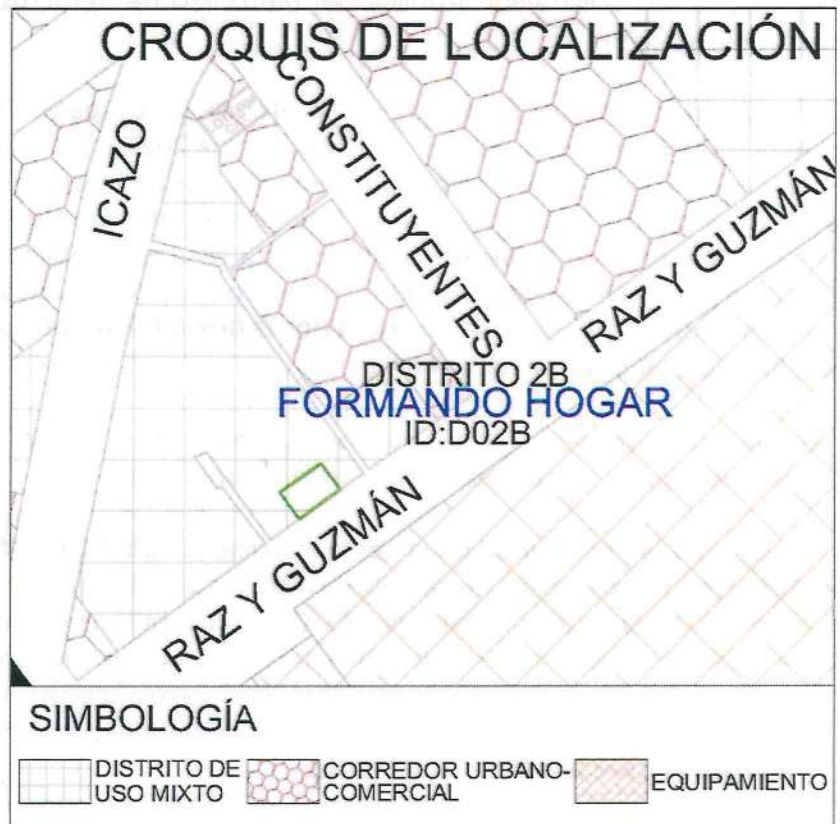 CROQUIS DE LOCALIZACIÓN
ICAZO
CONSTITUYENTES
RAZ Y GUZMÁN
DISTRITO 2B
FORMANDO HOGAR
ID:D02B
RAZ Y GUZMÁN
SIMBOLOGÍA
DISTRITO DE
USO MIXTO
CORREDOR URBANO-
COMERCIAL
EQUIPAMIENTO